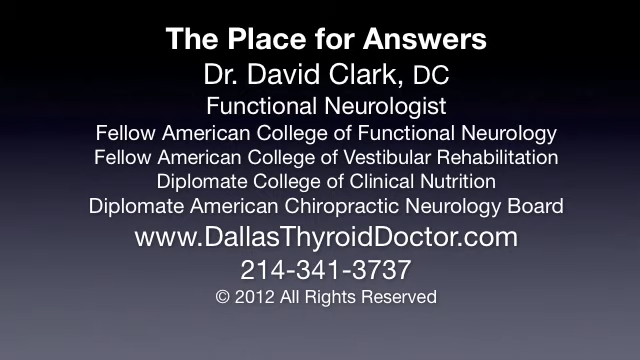 The Place for Answers
Dr. David Clark, DC
Functional Neurologist
Fellow American College of Functional Neurology
Fellow American College of Vestibular Rehabilitation
Diplomate College of Clinical Nutrition
Diplomate American Chiropractic Neurology Board
www.DallasThyroidDoctor.com
214-341-3737
© 2012 All Rights Reserved